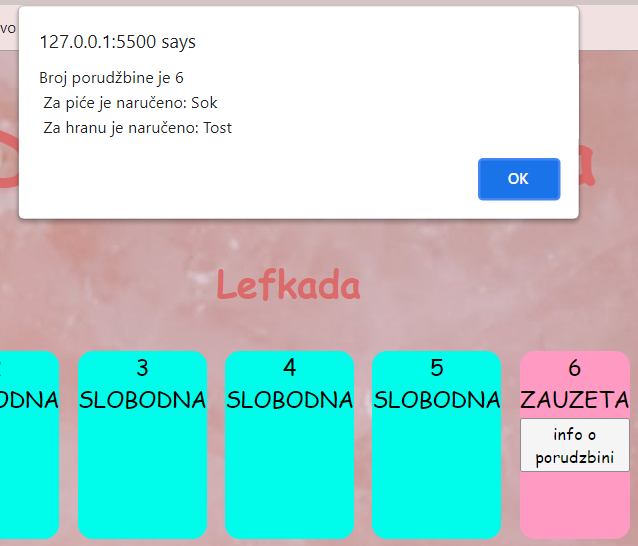 vo
127.0.0.1:5500 says
Broj porudžbine je 6
Za piće je naručeno: Sok
Za hranu je naručeno: Tost
OK
Lefkada
3
4
5
6
SLOBODNA
SLOBODNA
SLOBODNA
ZAUZETA
info o
porudzbini